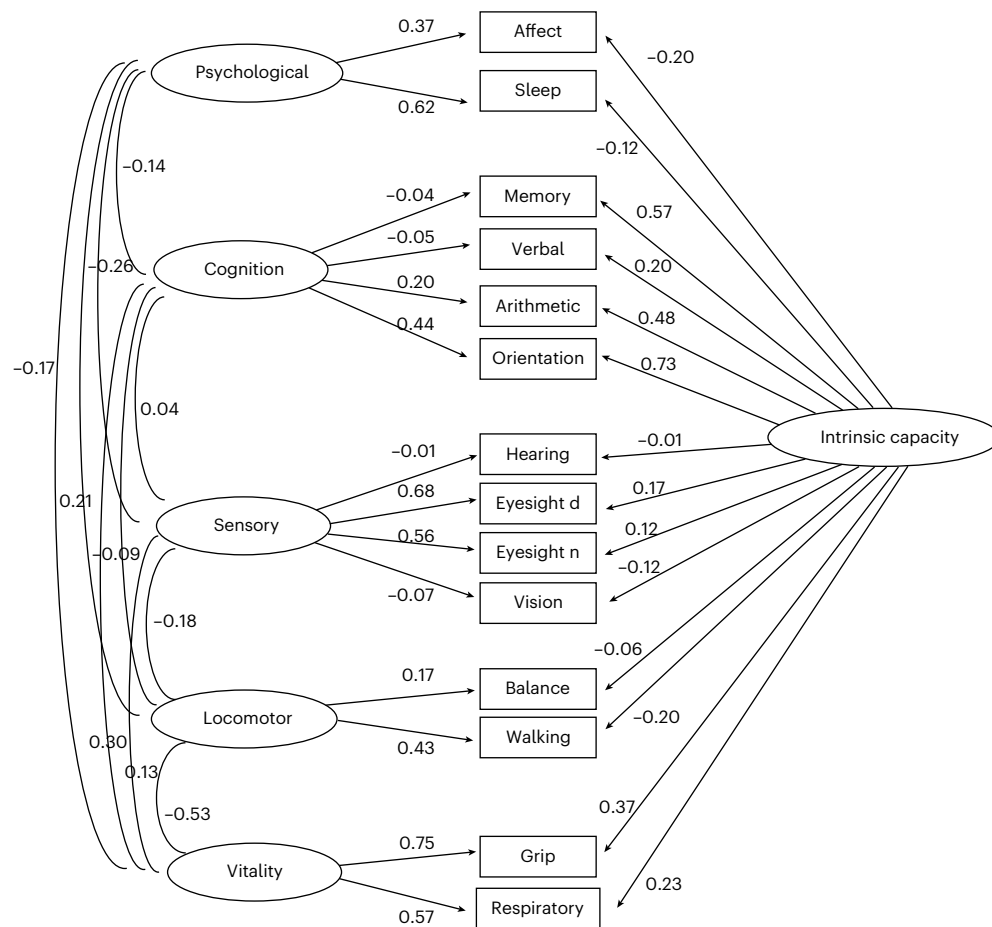 Affect
0.37
–0.20
Psychological
Sleep
0.62
–0.12
–0.14
Memory
–0.04
0.57
Verbal
–0.05
0.20
Cognition
–0.26
Arithmetic
0.20
0.48
0.44
Orientation
0.73
–0.17
0.04
Intrinsic capacity
Hearing
–0.01
–0.01
Eyesight d
0.68
0.17
0.21
Sensory
0.56
0.12
Eyesight n
–0.09
–0.12
–0.07
Vision
–0.18
–0.06
0.17
Balance
Locomotor
–0.20
0.43
Walking
0.30
0.13
–0.53
0.37
0.75
Grip
Vitality
0.23
0.57
Respiratory